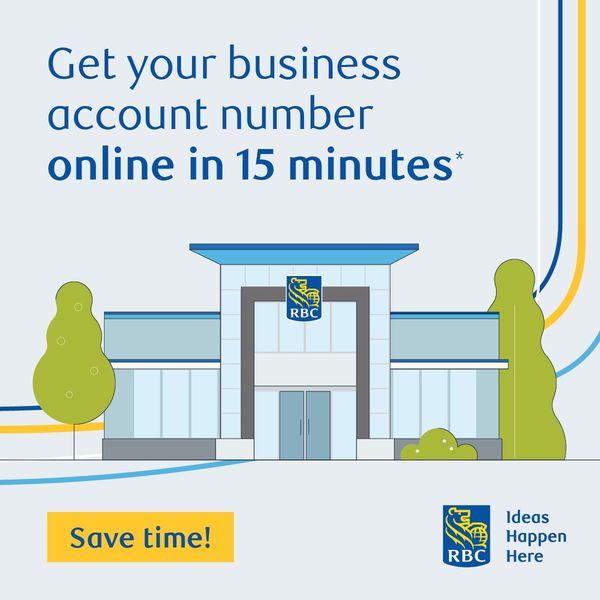 Get your business
account number
online in 15 minutes*
RBC
Save time!
RBC
Ideas
Happen
Here